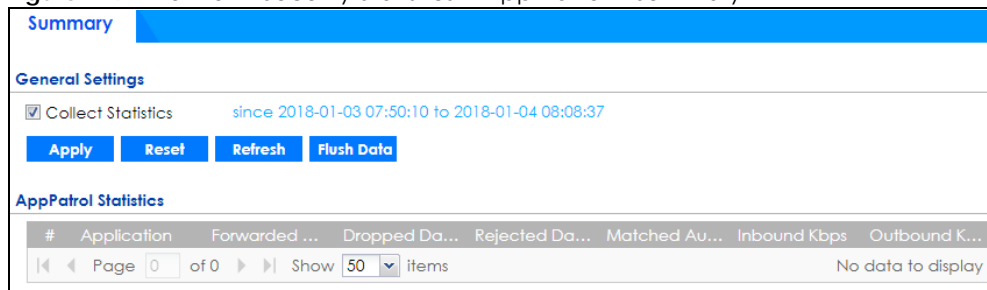 Summary
General Settings
Collect Statistics since 2018-01-03 07:50:10 to 2018-01-04 08:08:37
Apply Reset Refresh Flush Data
AppPatrol Statistics
# Application Forwarded ... Dropped Da... Rejected Da... Matched Au... Inbound Kbps Outbound K...
Page 0 of 0 Show 50 items No data to display